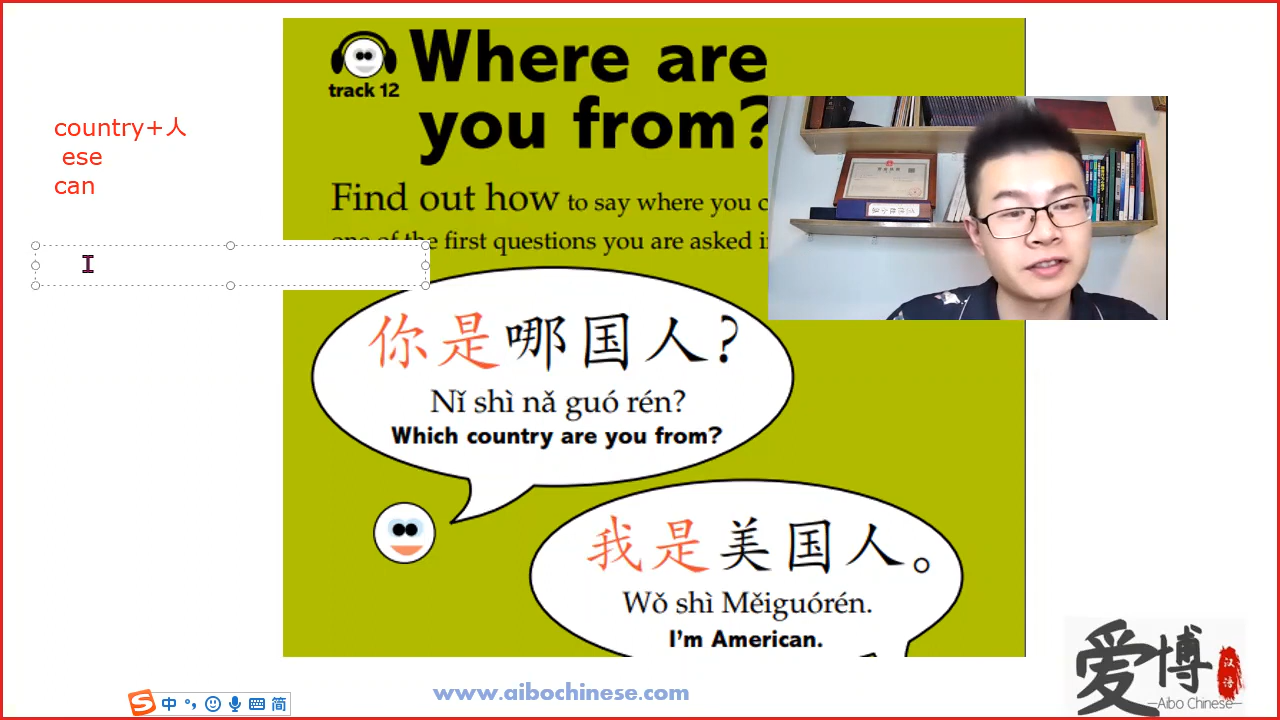 track 12
Where are
you from?
country+人
ese
can
Find out how to say where you c
one of the first questions you are asked i
你是哪国人?
Nǐ shì nǎ guó rén?
Which country are you from?
我是美国人。
Wǒ shì Měiguórén.
I'm American.
www.aibochinese.com
中
简
爱博
汉语
—Aibo Chinese—